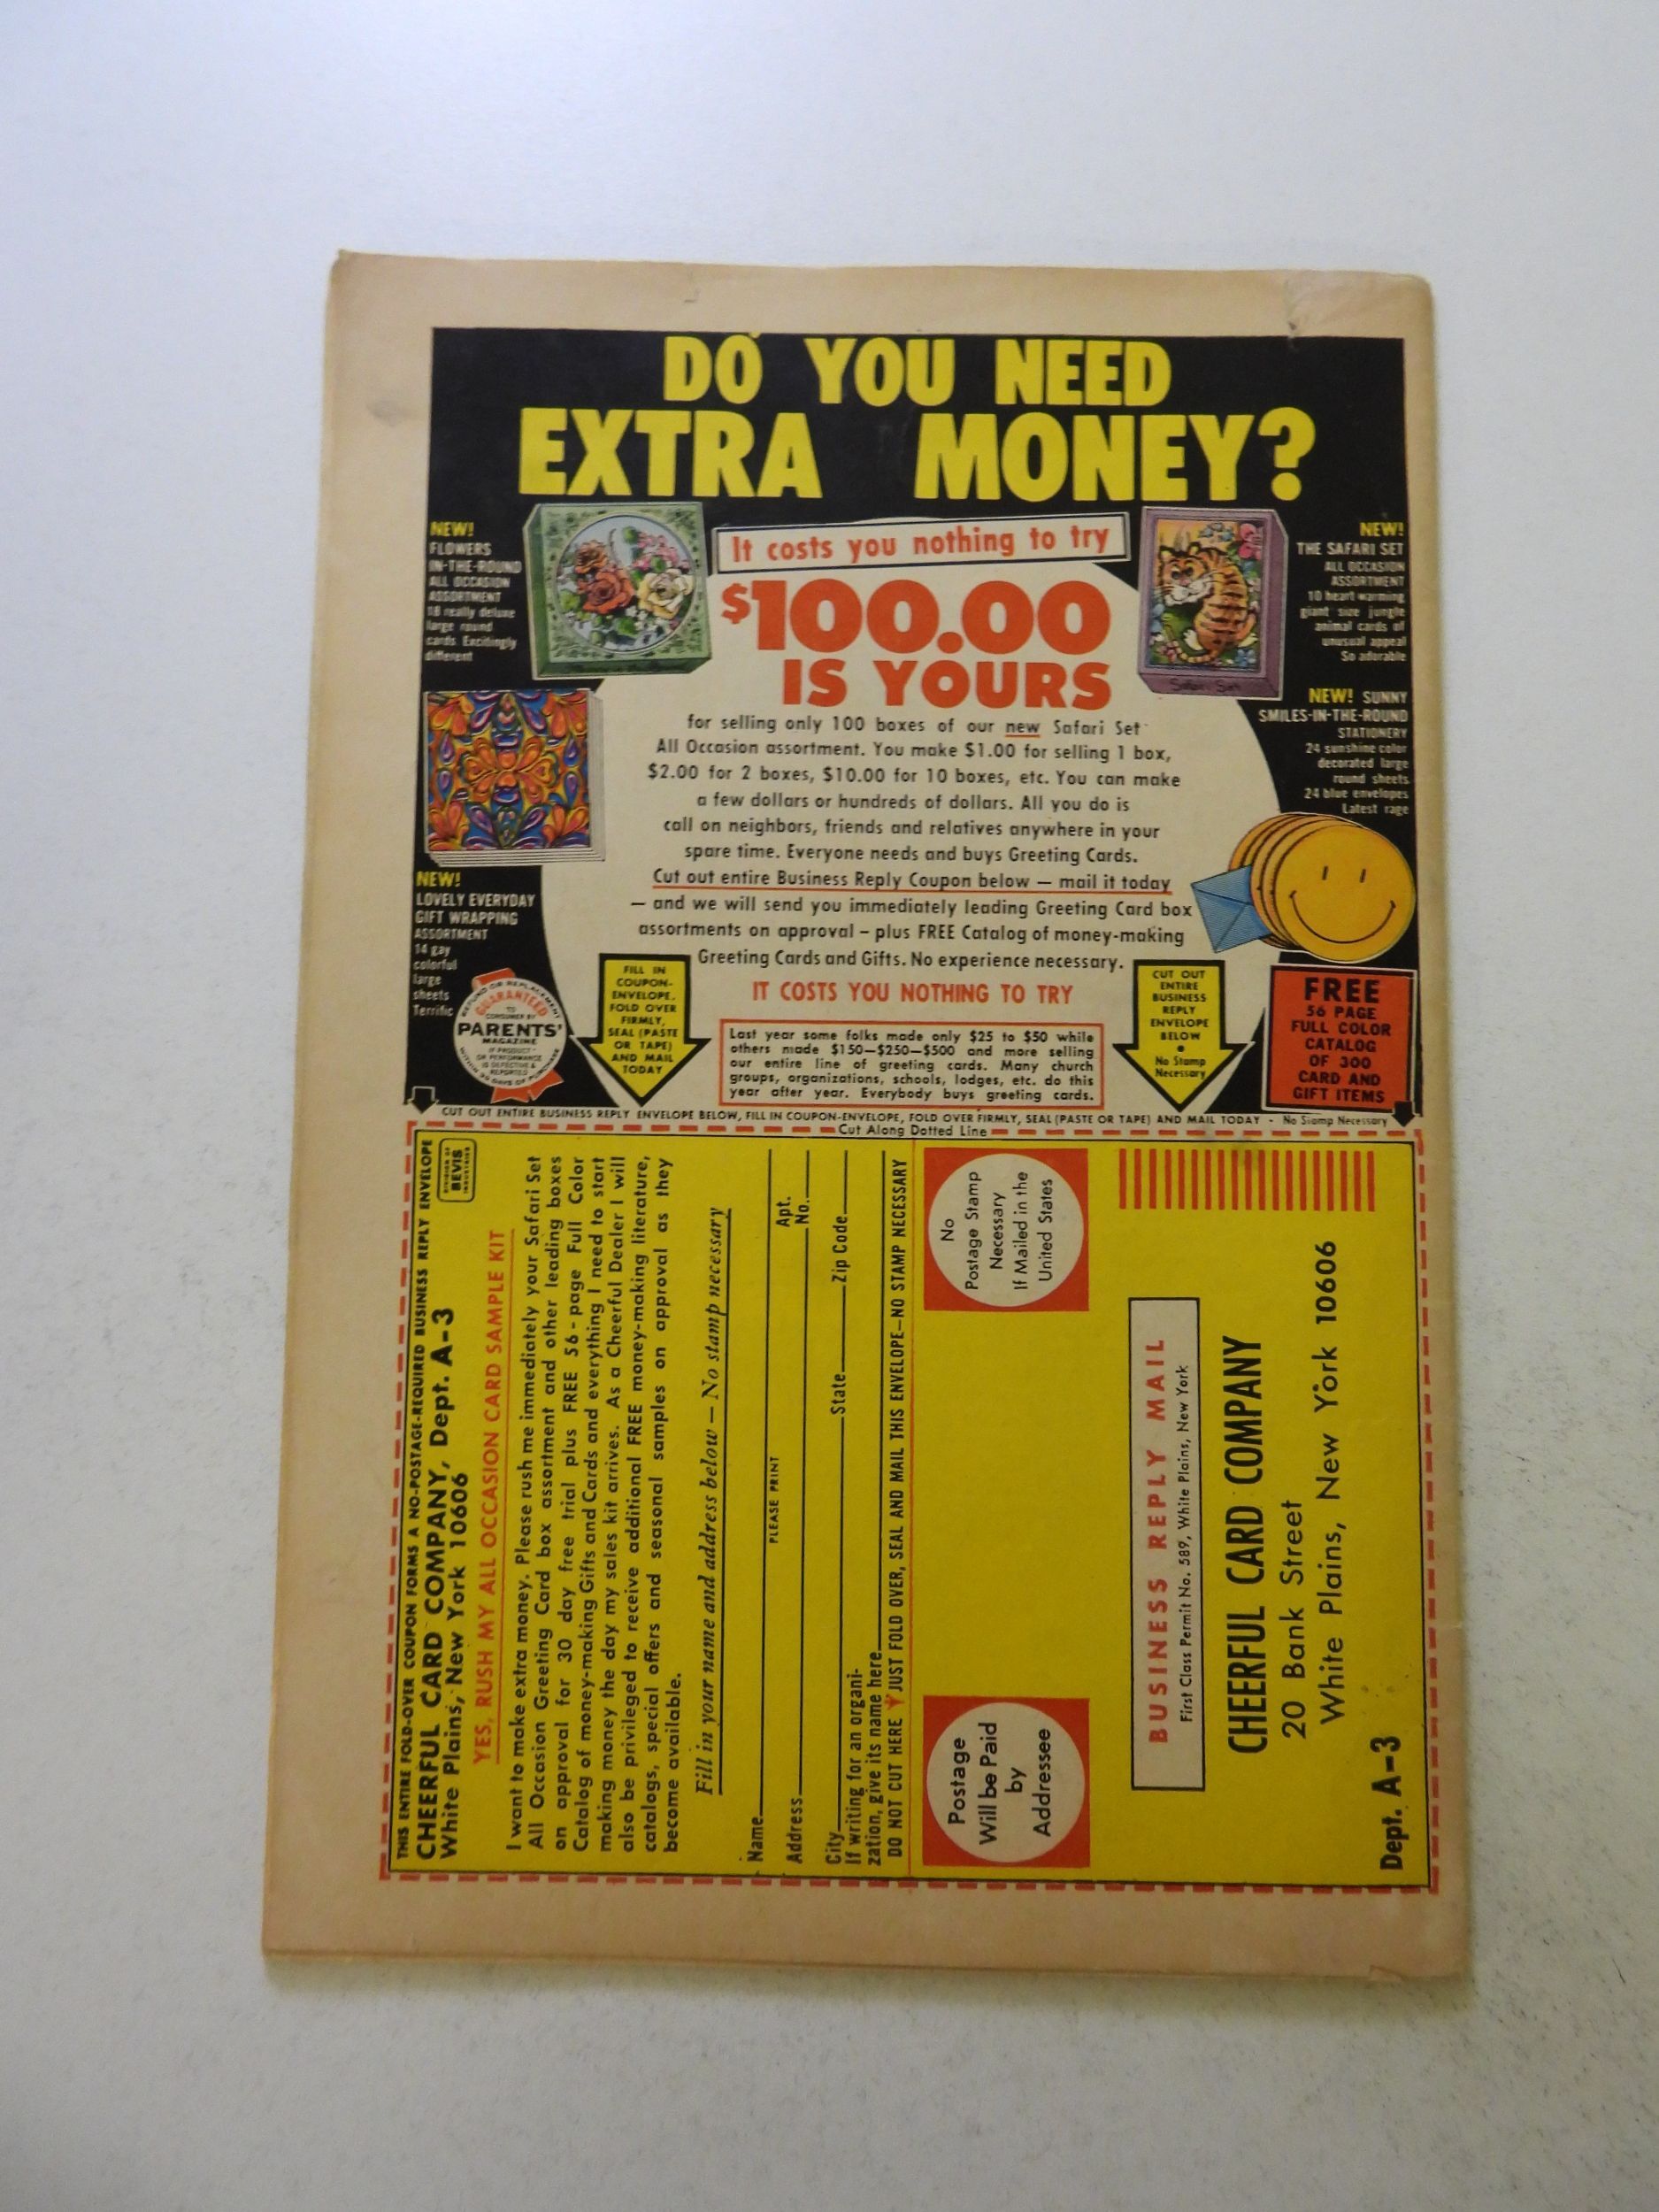 DO YOU NEED
EXTRA MONEY?
NEW!
FLOWERS
IN-THE-ROUND
ALL OCCASION
ASSORTMENT
18 really deluxe
large round
cards. Excitingly
different
It costs you nothing to try
$100.00
IS YOURS
NEW!
THE SAFARI SET
ALL OCCASION
ASSORTMENT
10 heart warming
giant size jungle
animal cards of
unusual appeal
So adorable
Safari Set
for selling only 100 boxes of our new Safari Set
All Occasion assortment. You make $1.00 for selling 1 box,
$2.00 for 2 boxes, $10.00 for 10 boxes, etc. You can make
a few dollars or hundreds of dollars. All you do is
call on neighbors, friends and relatives anywhere in your
spare time. Everyone needs and buys Greeting Cards.
Cut out entire Business Reply Coupon below — mail it today
— and we will send you immediately leading Greeting Card box
assortments on approval – plus FREE Catalog of money-making
Greeting Cards and Gifts. No experience necessary.
IT COSTS YOU NOTHING TO TRY
NEW! SUNNY
SMILES-IN-THE-ROUND
STATIONERY
24 sunshine color
decorated large
round sheets
24 blue envelopes
Latest rage
NEW!
LOVELY EVERYDAY
GIFT WRAPPING
ASSORTMENT
14 gay
colorful
large
sheets
Terrific
REFUND OR REPLACEMENT
GUARANTEED
TO
CONSUMER BY
PARENTS'
MAGAZINE
IF PRODUCT
OR PERFORMANCE
IS DEFECTIVE &
REPORTED
WITHIN 30 DAYS OF PURCHASE
FILL IN
COUPON-
ENVELOPE.
FOLD OVER
FIRMLY,
SEAL (PASTE
OR TAPE)
AND MAIL
TODAY
Last year some folks made only $25 to $50 while
others made $150—$250—$500 and more selling
our entire line of greeting cards. Many church
groups, organizations, schools, lodges, etc. do this
year after year. Everybody buys greeting cards.
CUT OUT
ENTIRE
BUSINESS
REPLY
ENVELOPE
BELOW
•
No Stamp
Necessary
FREE
56 PAGE
FULL COLOR
CATALOG
OF 300
CARD AND
GIFT ITEMS
CUT OUT ENTIRE BUSINESS REPLY ENVELOPE BELOW, FILL IN COUPON-ENVELOPE, FOLD OVER FIRMLY, SEAL (PASTE OR TAPE) AND MAIL TODAY - No Stamp Necessary
Cut Along Dotted Line
THIS ENTIRE FOLD-OVER COUPON FORMS A NO-POSTAGE-REQUIRED BUSINESS REPLY ENVELOPE
CHEERFUL CARD COMPANY, Dept. A-3
White Plains, New York 10606
DIVISION OF
BEVIS
INDUSTRIES
YES, RUSH MY ALL OCCASION CARD SAMPLE KIT
I want to make extra money. Please rush me immediately your Safari Set
All Occasion Greeting Card box assortment and other leading boxes
on approval for 30 day free trial plus FREE 56-page Full Color
Catalog of money-making Gifts and Cards and everything I need to start
making money the day my sales kit arrives. As a Cheerful Dealer I will
also be privileged to receive additional FREE money-making literature,
catalogs, special offers and seasonal samples on approval as they
become available.
Fill in your name and address below — No stamp necessary
Name
PLEASE PRINT
Address Apt. No.
City State Zip Code
If writing for an organi-
zation, give its name here
DO NOT CUT HERE JUST FOLD OVER, SEAL AND MAIL THIS ENVELOPE—NO STAMP NECESSARY
Postage
Will be Paid
by
Addressee
No
Postage Stamp
Necessary
If Mailed in the
United States
BUSINESS REPLY MAIL
First Class Permit No. 589, White Plains, New York
CHEERFUL CARD COMPANY
20 Bank Street
White Plains, New York 10606
Dept. A-3